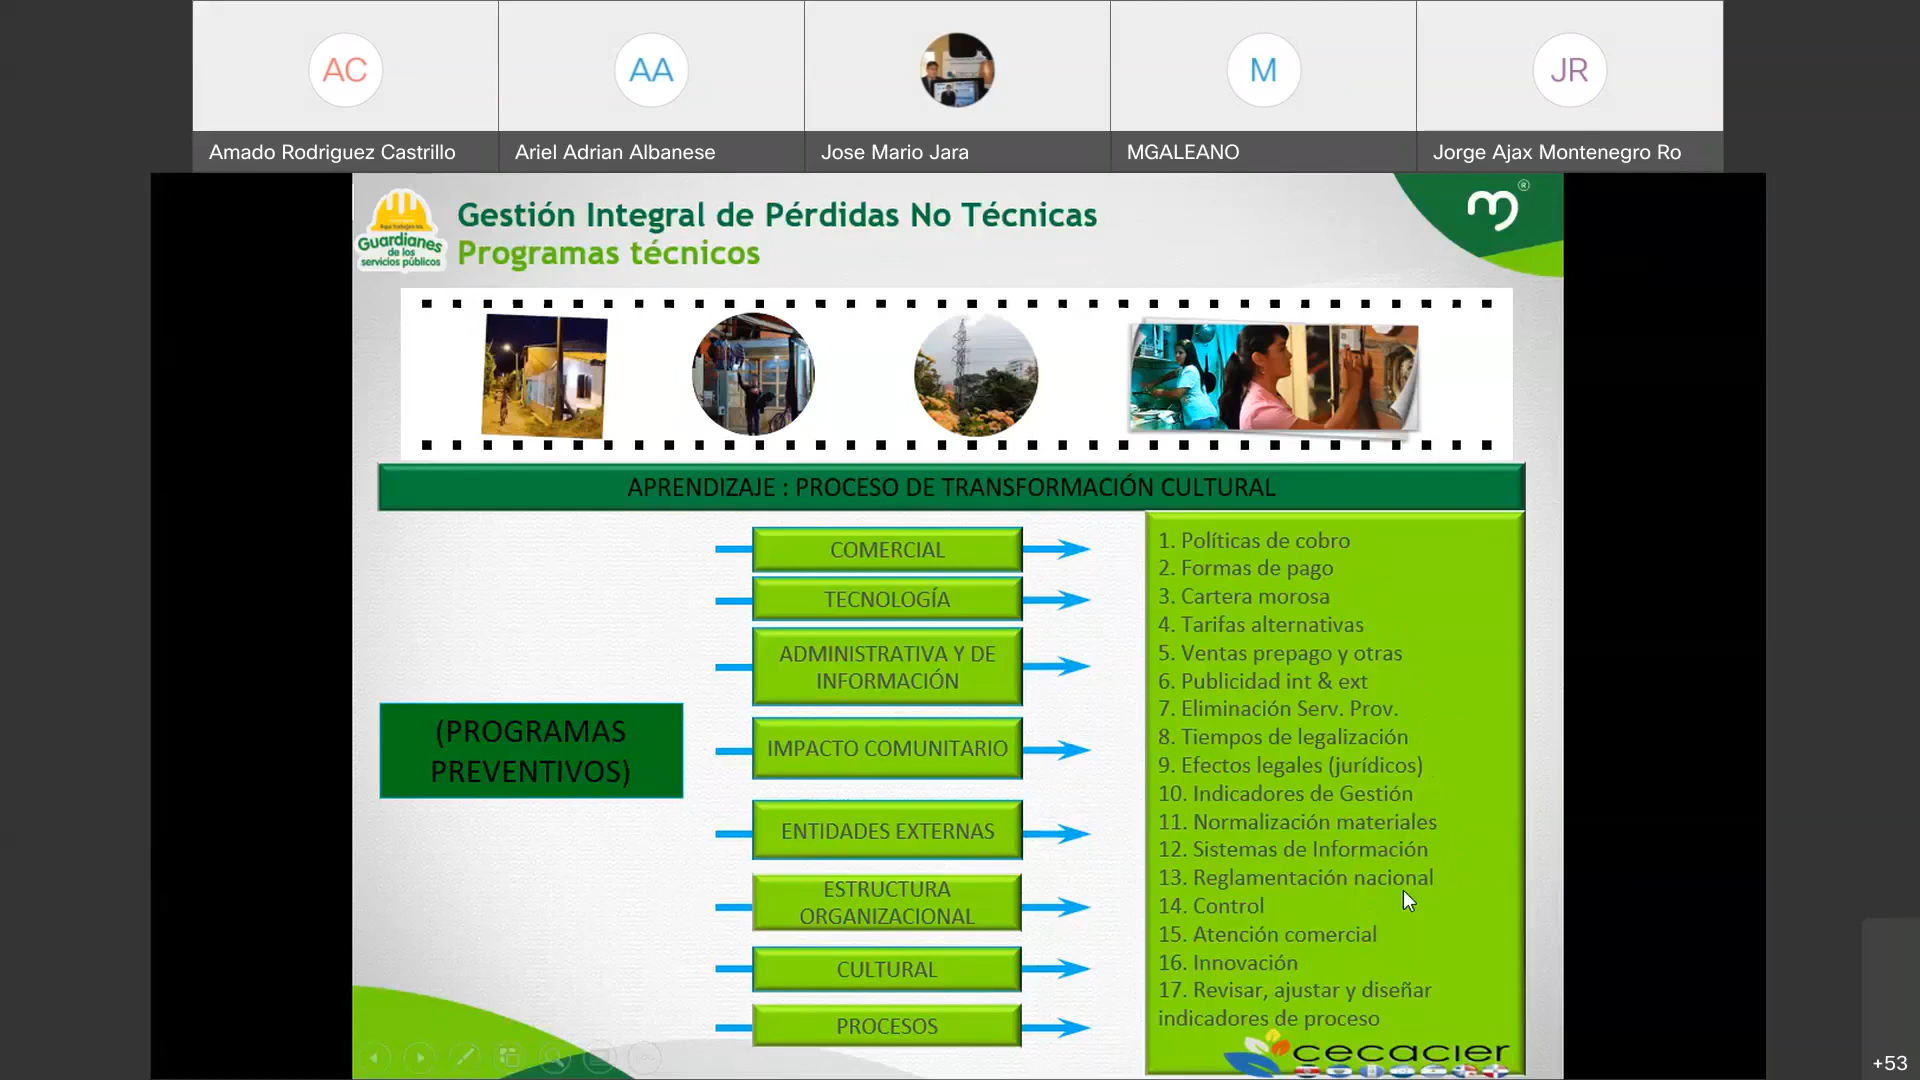 AC
AA
M
JR
Amado Rodriguez Castrillo
Ariel Adrian Albanese
Jose Mario Jara
MGALEANO
Jorge Ajax Montenegro Ro
Guardianes
de los
servicios públicos
Gestión Integral de Pérdidas No Técnicas
Programas técnicos
®
APRENDIZAJE : PROCESO DE TRANSFORMACIÓN CULTURAL
(PROGRAMAS
PREVENTIVOS)
COMERCIAL
TECNOLOGÍA
ADMINISTRATIVA Y DE
INFORMACIÓN
IMPACTO COMUNITARIO
ENTIDADES EXTERNAS
ESTRUCTURA
ORGANIZACIONAL
CULTURAL
PROCESOS
1. Políticas de cobro
2. Formas de pago
3. Cartera morosa
4. Tarifas alternativas
5. Ventas prepago y otras
6. Publicidad int & ext
7. Eliminación Serv. Prov.
8. Tiempos de legalización
9. Efectos legales (jurídicos)
10. Indicadores de Gestión
11. Normalización materiales
12. Sistemas de Información
13. Reglamentación nacional
14. Control
15. Atención comercial
16. Innovación
17. Revisar, ajustar y diseñar
indicadores de proceso
cecacier
+53